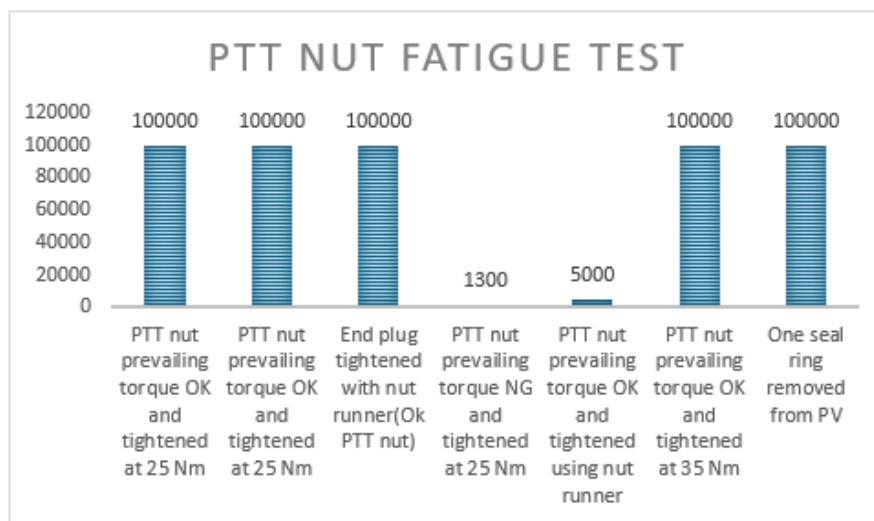 PTT NUT FATIGUE TEST
120000
100000
80000
60000
40000
20000
0
100000
100000
100000
1300
5000
100000
100000
PTT nut
prevailing
torque OK
and
tightened
at 25 Nm
PTT nut
prevailing
torque OK
and
tightened
at 25 Nm
End plug
tightened
with nut
runner(Ok
PTT nut)
PTT nut
prevailing
torque NG
and
tightened
at 25 Nm
PTT nut
prevailing
torque OK
and
tightened
using nut
runner
PTT nut
prevailing
torque OK
and
tightened
at 35 Nm
One seal
ring
removed
from PV